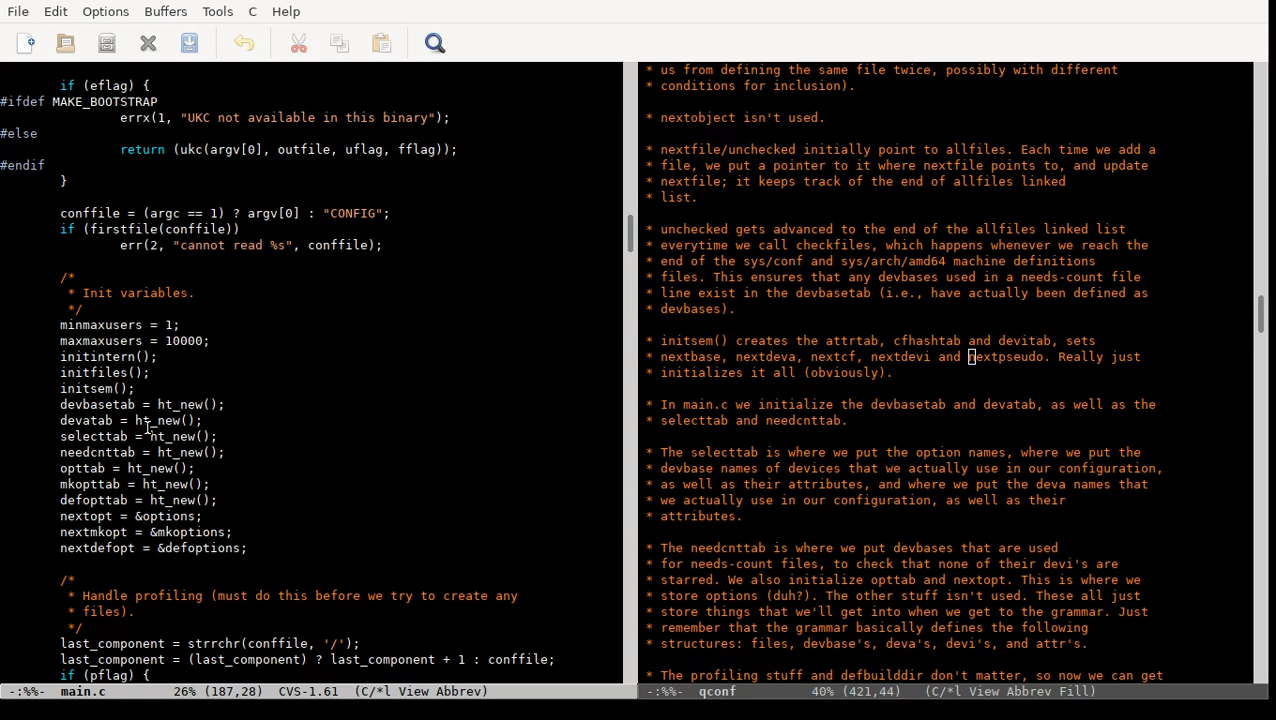 File Edit Options Buffers Tools C Help
if (eflag) {
#ifdef MAKE_BOOTSTRAP
errx(1, "UKC not available in this binary");
#else
return (ukc(argv[0], outfile, uflag, fflag));
#endif
}
conffile = (argc == 1) ? argv[0] : "CONFIG";
if (firstfile(conffile))
err(2, "cannot read %s", conffile);
/*
* Init variables.
*/
minmaxusers = 1;
maxmaxusers = 10000;
initintern();
initfiles();
initsem();
devbasetab = ht_new();
devatab = ht_new();
selecttab = ht_new();
needcnttab = ht_new();
opttab = ht_new();
mkopttab = ht_new();
defopttab = ht_new();
nextopt = &options;
nextmkopt = &mkoptions;
nextdefopt = &defoptions;
/*
* Handle profiling (must do this before we try to create any
* files).
*/
last_component = strrchr(conffile, '/');
last_component = (last_component) ? last_component + 1 : conffile;
if (pflag) {
-:%%- main.c 26% (187,28) CVS-1.61 (C/*l View Abbrev)
* us from defining the same file twice, possibly with different
* conditions for inclusion).
* nextobject isn't used.
* nextfile/unchecked initially point to allfiles. Each time we add a
* file, we put a pointer to it where nextfile points to, and update
* nextfile; it keeps track of the end of allfiles linked
* list.
* unchecked gets advanced to the end of the allfiles linked list
* everytime we call checkfiles, which happens whenever we reach the
* end of the sys/conf and sys/arch/amd64 machine definitions
* files. This ensures that any devbases used in a needs-count file
* line exist in the devbasetab (i.e., have actually been defined as
* devbases).
* initsem() creates the attrtab, cfhashtab and devitab, sets
* nextbase, nextdeva, nextcf, nextdevi and nextpseudo. Really just
* initializes it all (obviously).
* In main.c we initialize the devbasetab and devatab, as well as the
* selecttab and needcnttab.
* The selecttab is where we put the option names, where we put the
* devbase names of devices that we actually use in our configuration,
* as well as their attributes, and where we put the deva names that
* we actually use in our configuration, as well as their
* attributes.
* The needcnttab is where we put devbases that are used
* for needs-count files, to check that none of their devi's are
* starred. We also initialize opttab and nextopt. This is where we
* store options (duh?). The other stuff isn't used. These all just
* store things that we'll get into when we get to the grammar. Just
* remember that the grammar basically defines the following
* structures: files, devbase's, deva's, devi's, and attr's.
* The profiling stuff and defbuilddir don't matter, so now we can get
-:%%- qconf 40% (421,44) (C/*l View Abbrev Fill)